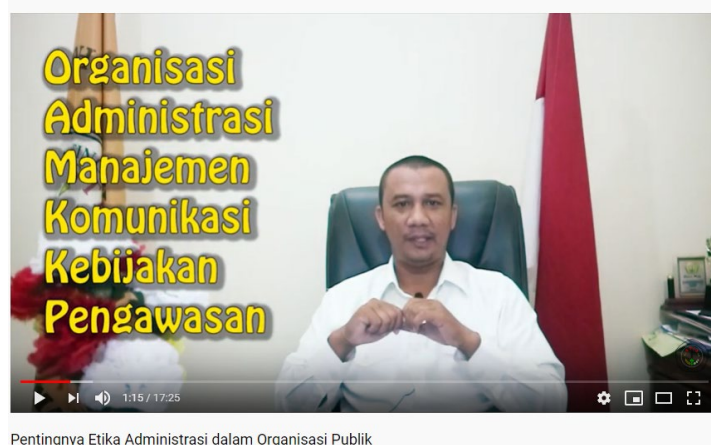 Organisasi
Administrasi
Manajemen
Komunikasi
Kebijakan
Pengawasan
1:15 / 17:25
Pentingnya Etika Administrasi dalam Organisasi Publik